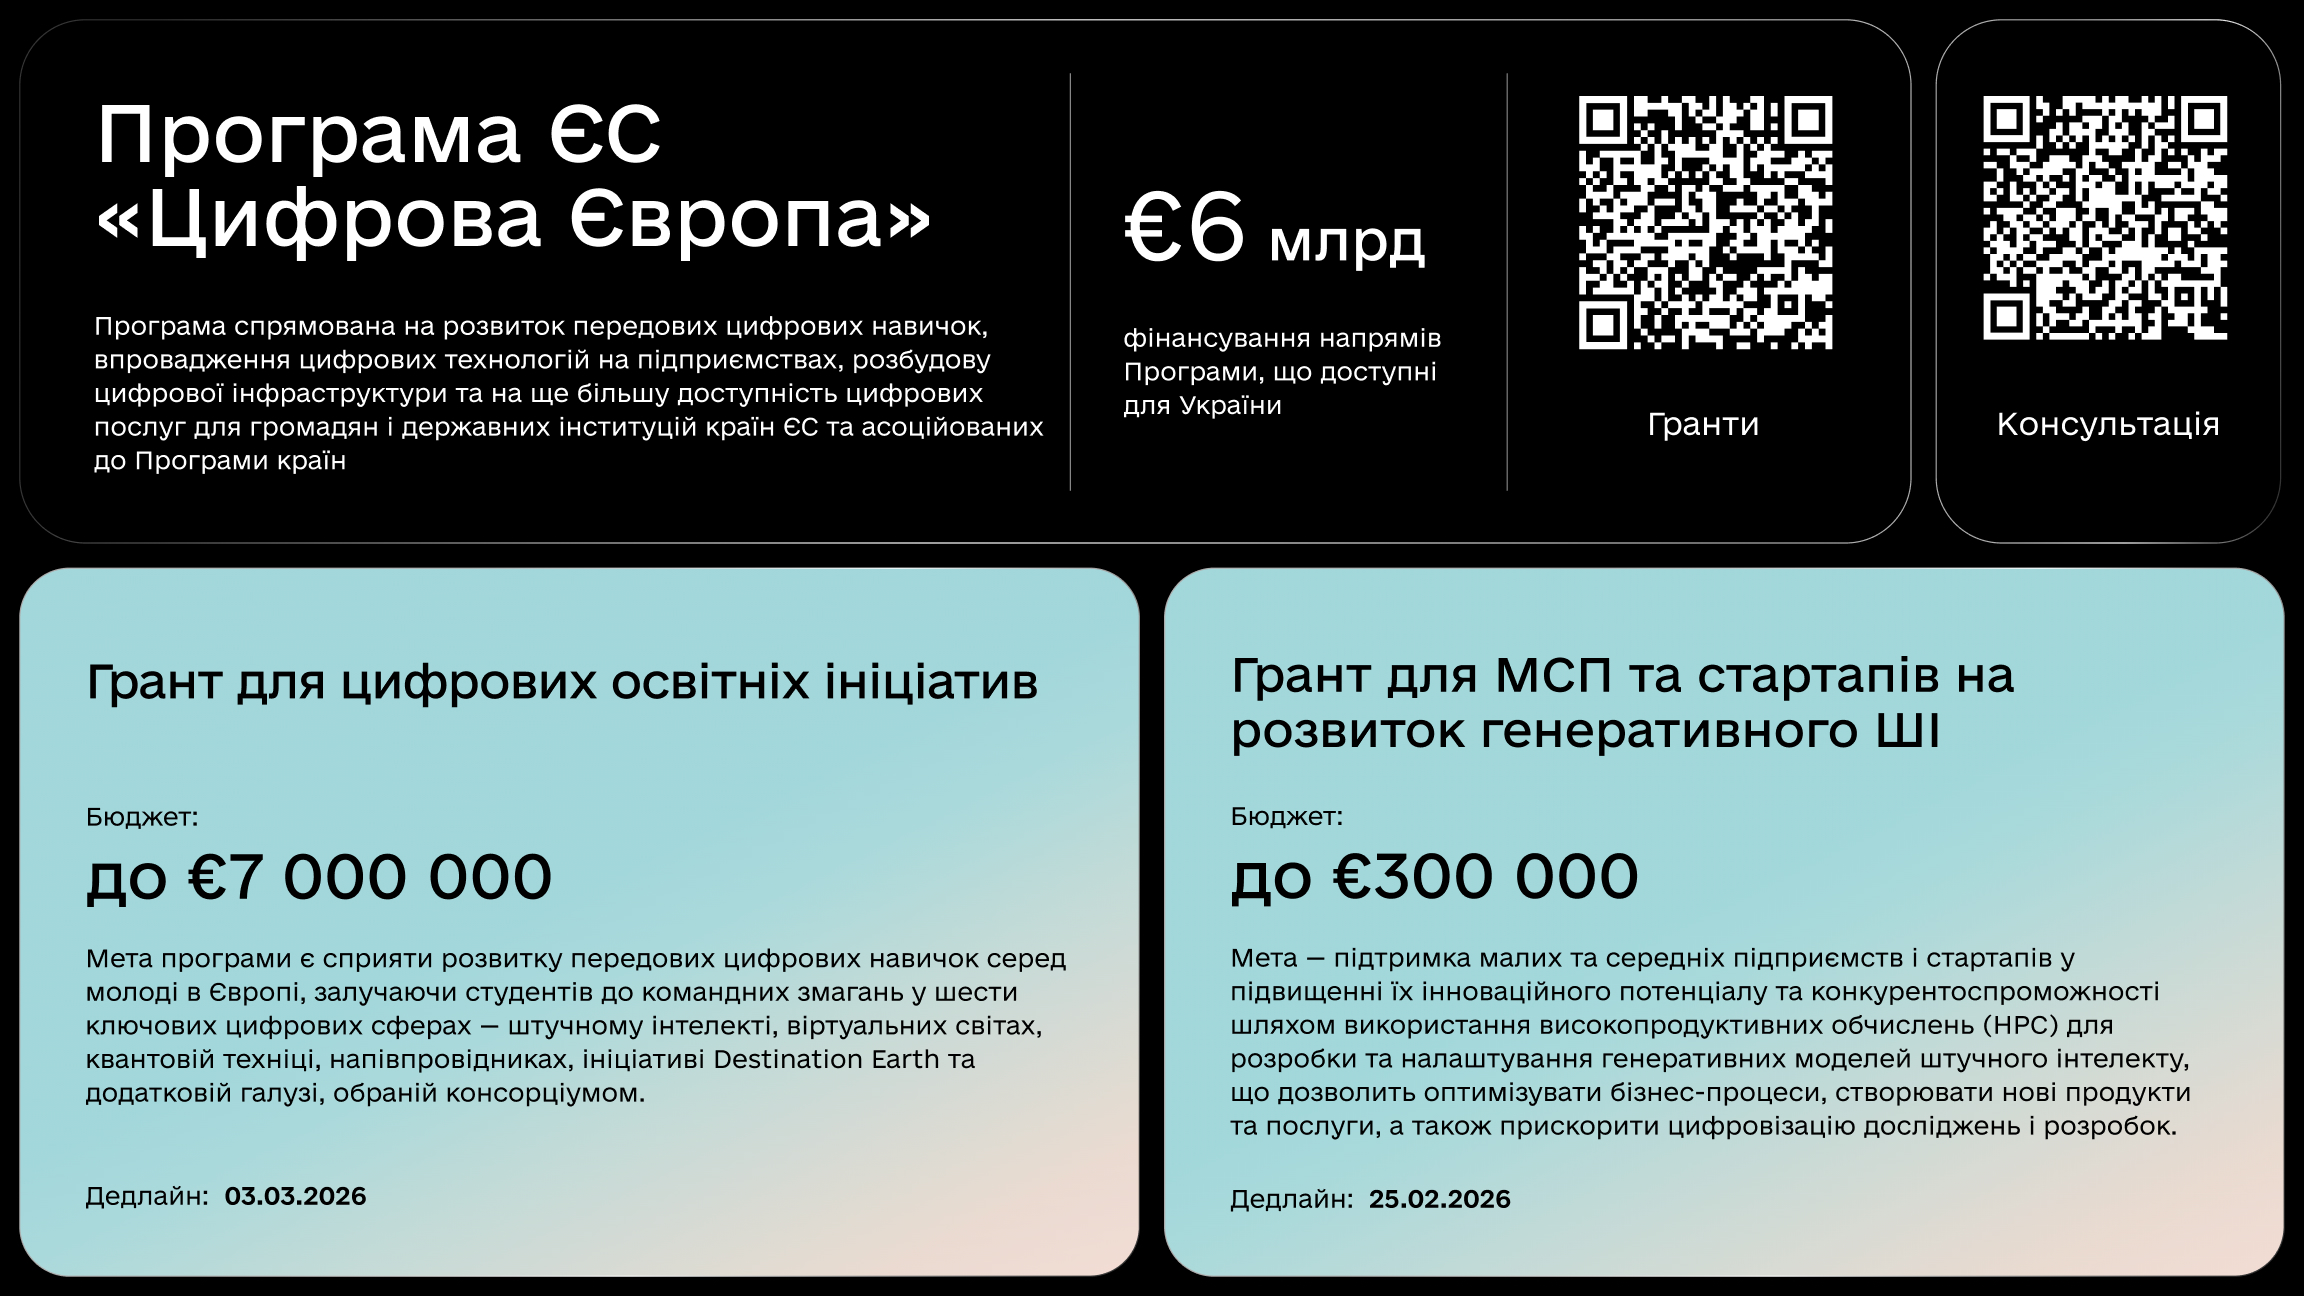 Програма ЄС
«Цифрова Європа»
Програма спрямована на розвиток передових цифрових навичок,
впровадження цифрових технологій на підприємствах, розбудову
цифрової інфраструктури та на ще більшу доступність цифрових
послуг для громадян і державних інституцій країн ЄС та асоційованих
до Програми країн
€6 млрд
фінансування напрямів
Програми, що доступні
для України
Гранти
Консультація
Грант для цифрових освітніх ініціатив
Бюджет:
до €7 000 000
Мета програми є сприяти розвитку передових цифрових навичок серед
молоді в Європі, залучаючи студентів до командних змагань у шести
ключових цифрових сферах — штучному інтелекті, віртуальних світах,
квантовій техніці, напівпровідниках, ініціативі Destination Earth та
додатковій галузі, обраній консорціумом.
Дедлайн: 03.03.2026
Грант для МСП та стартапів на
розвиток генеративного ШІ
Бюджет:
до €300 000
Мета — підтримка малих та середніх підприємств і стартапів у
підвищенні їх інноваційного потенціалу та конкурентоспроможності
шляхом використання високопродуктивних обчислень (HPC) для
розробки та налаштування генеративних моделей штучного інтелекту,
що дозволить оптимізувати бізнес-процеси, створювати нові продукти
та послуги, а також прискорити цифровізацію досліджень і розробок.
Дедлайн: 25.02.2026